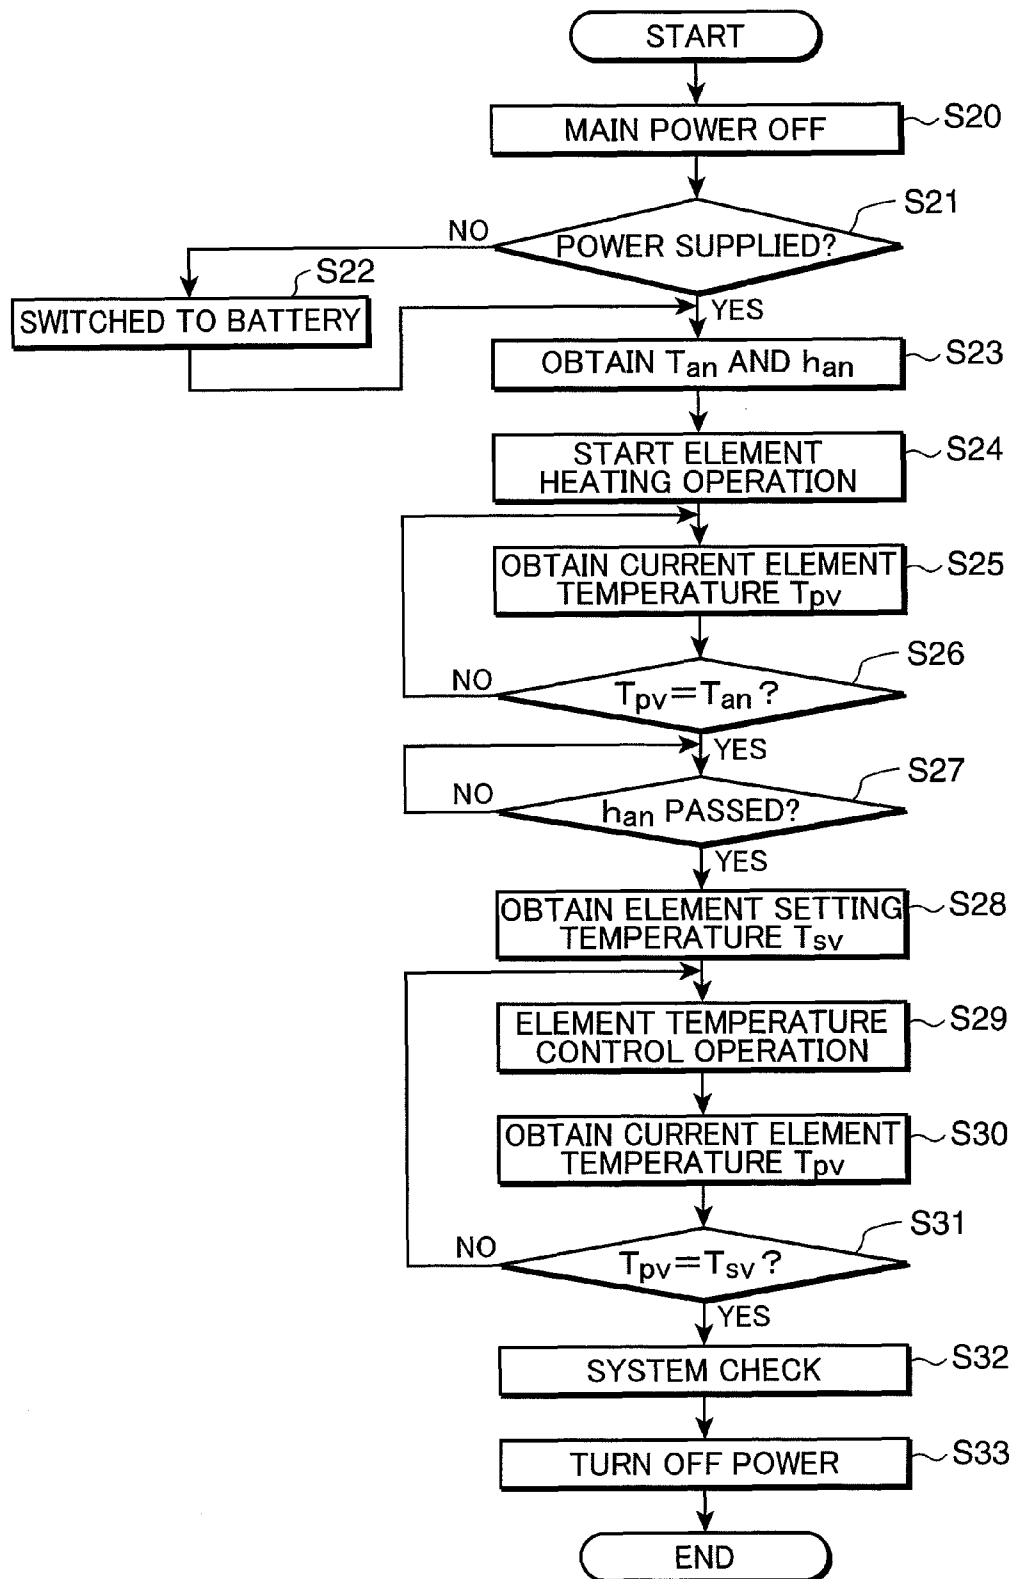 START
MAIN POWER OFF
S20
S21
POWER SUPPLIED?
NO
S22
SWITCHED TO BATTERY
YES
OBTAIN Tan AND han
S23
START ELEMENT
HEATING OPERATION
S24
OBTAIN CURRENT ELEMENT
TEMPERATURE Tpv
S25
S26
NO
Tpv=Tan?
YES
S27
NO
han PASSED?
YES
OBTAIN ELEMENT SETTING
TEMPERATURE Tsv
S28
ELEMENT TEMPERATURE
CONTROL OPERATION
S29
OBTAIN CURRENT ELEMENT
TEMPERATURE Tpv
S30
S31
NO
Tpv=Tsv?
YES
SYSTEM CHECK
S32
TURN OFF POWER
S33
END